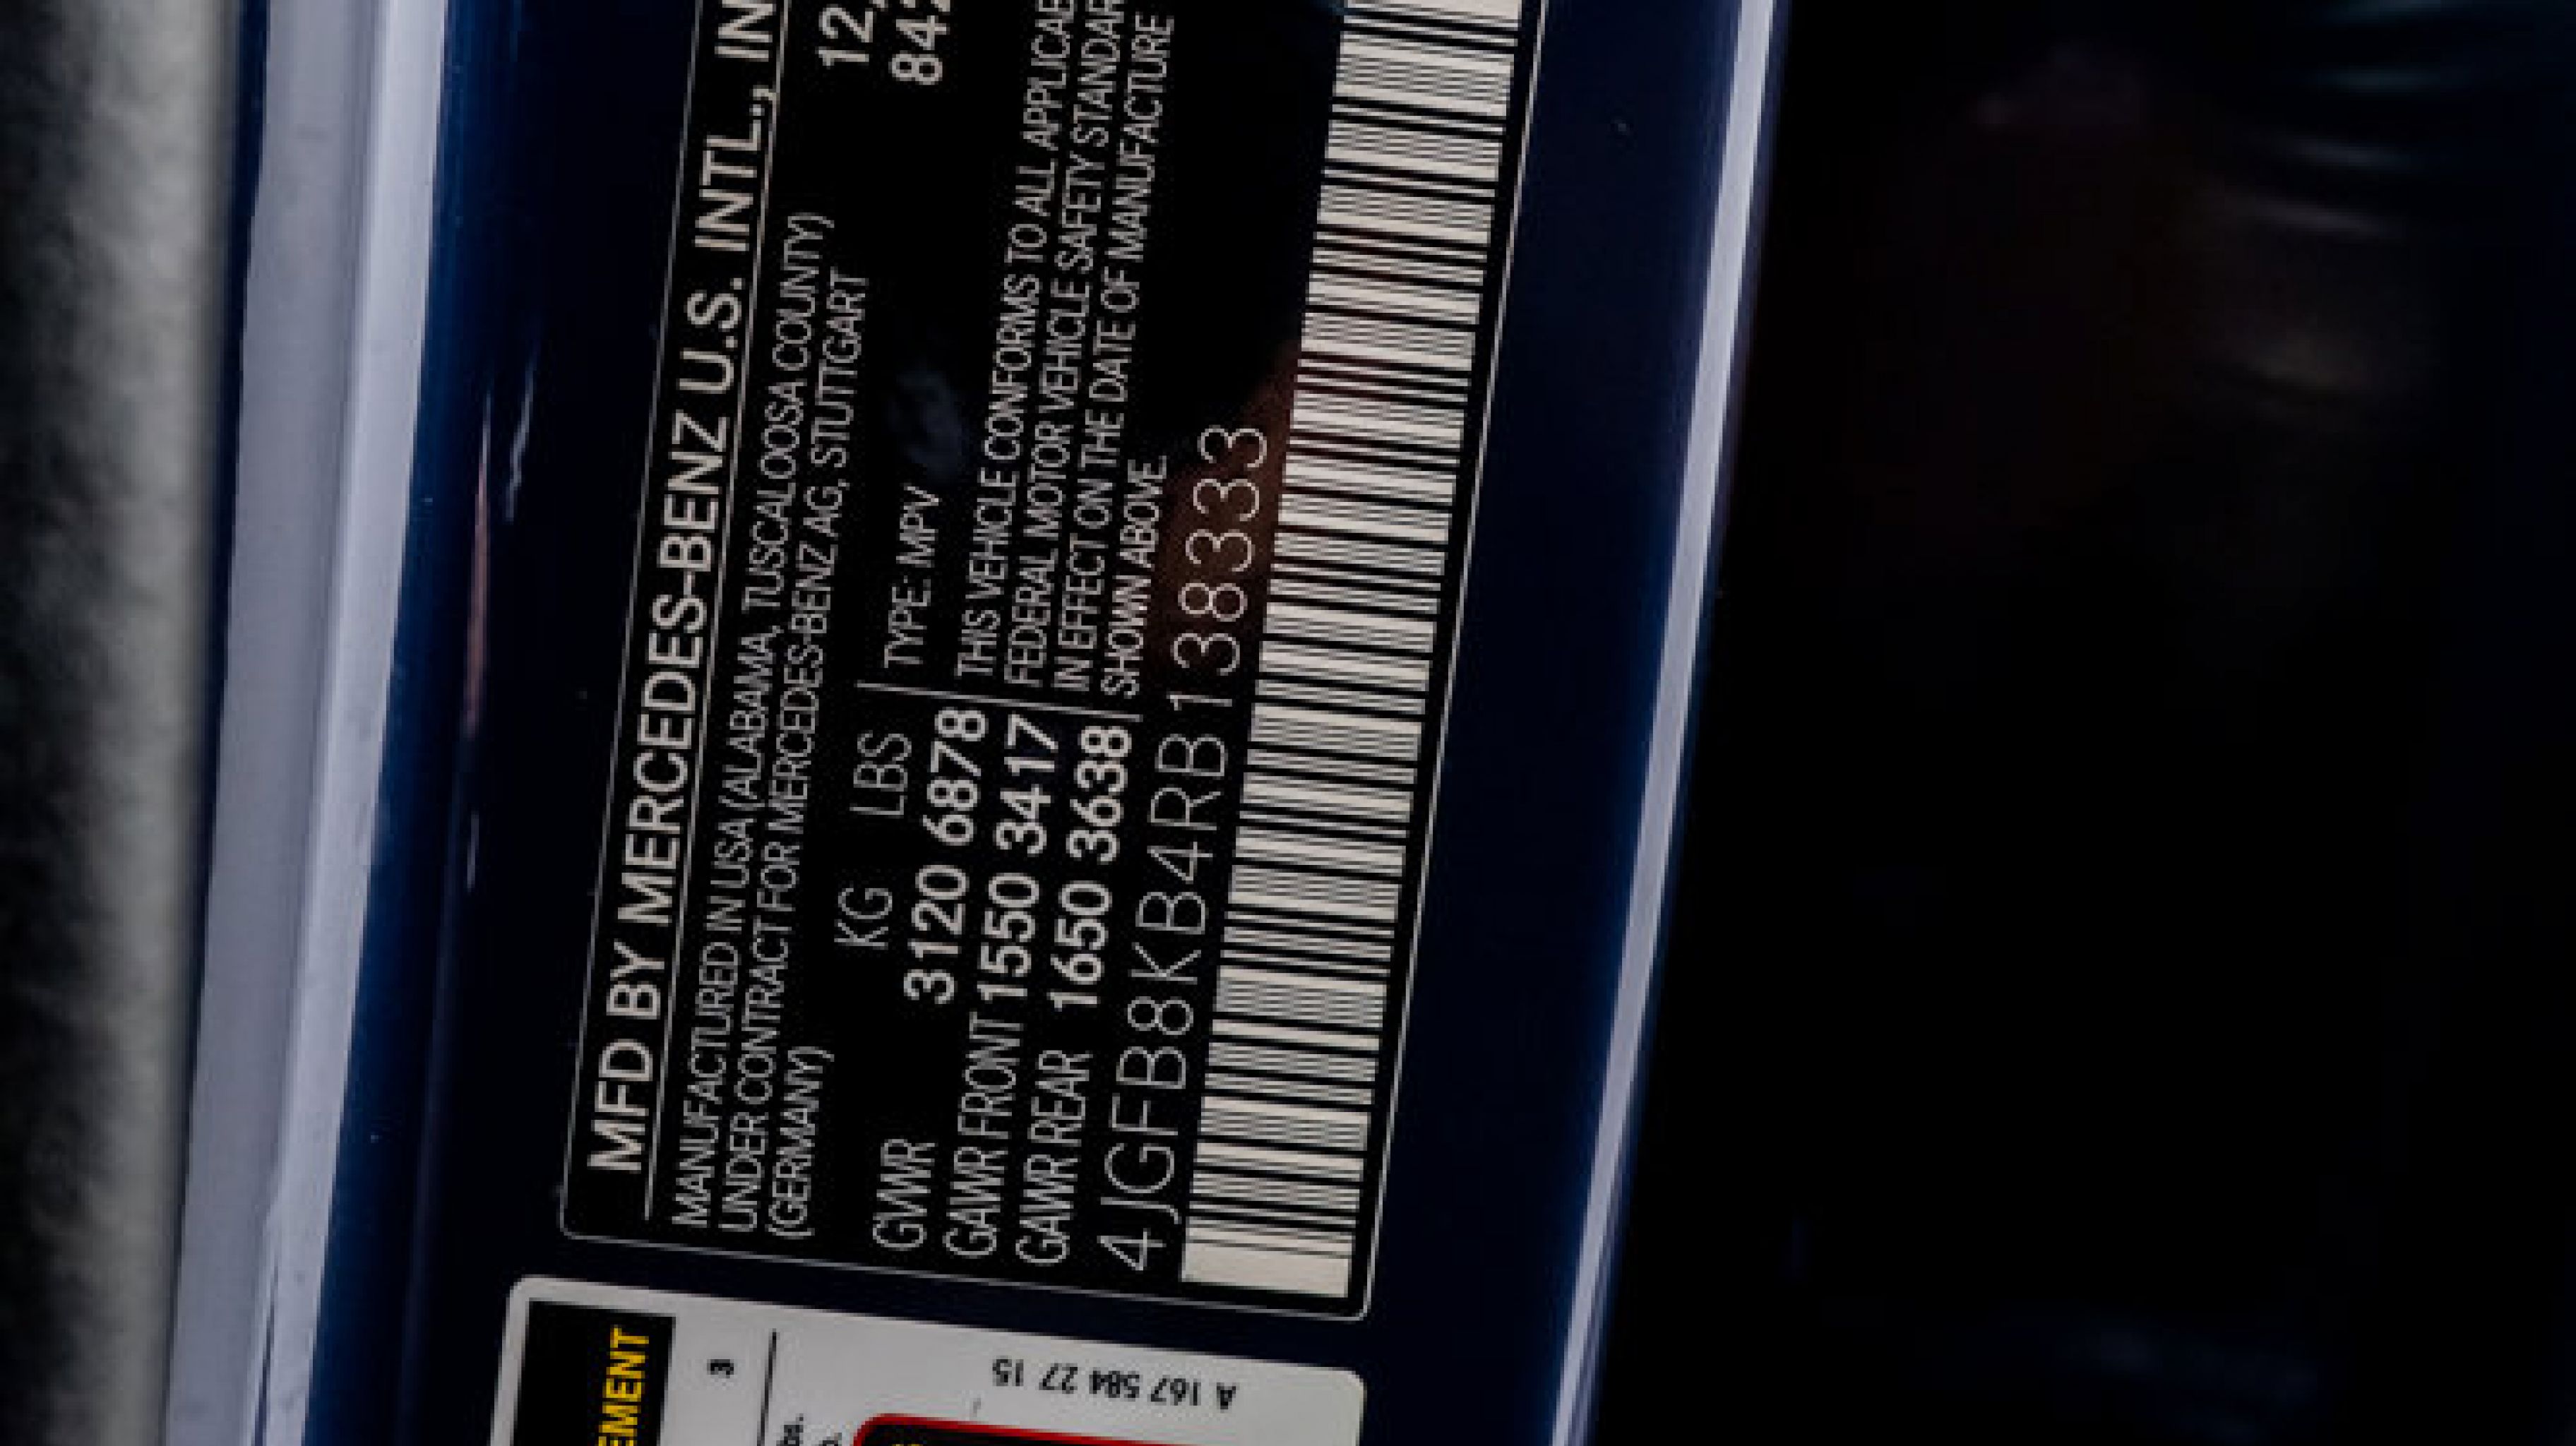 MFD BY MERCEDES-BENZ U.S. INTL., IN
MANUFACTURED IN USA (ALABAMA, TUSCALOOSA COUNTY)
UNDER CONTRACT FOR MERCEDES-BENZ AG, STUTTGART
(GERMANY)
12,
842
KG LBS
GVWR 3120 6878
GAWR FRONT 1550 3417
GAWR REAR 1650 3638
TYPE: MPV
THIS VEHICLE CONFORMS TO ALL APPLICAB
FEDERAL MOTOR VEHICLE SAFETY STANDAR
IN EFFECT ON THE DATE OF MANUFACTURE
SHOWN ABOVE.
4JGFB8KB4RB138333
EMENT
3
A 167 584 27 15